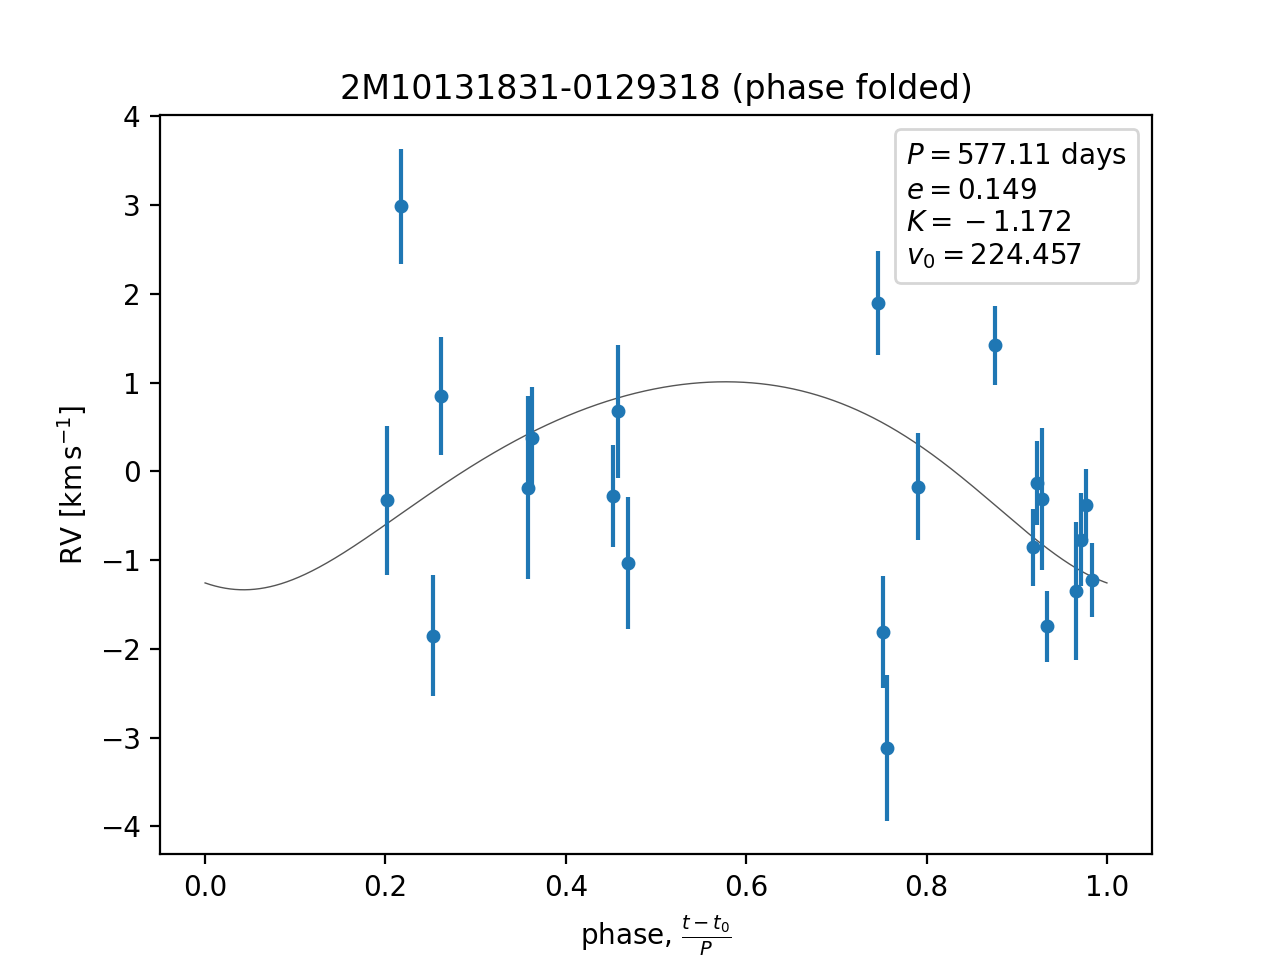 2M10131831-0129318 (phase folded)
P = 577.11 days
e = 0.149
K = −1.172
v₀ = 224.457
4
3
2
1
0
−1
−2
−3
−4
RV [km s⁻¹]
0.0 0.2 0.4 0.6 0.8 1.0
phase, (t − t₀)/P